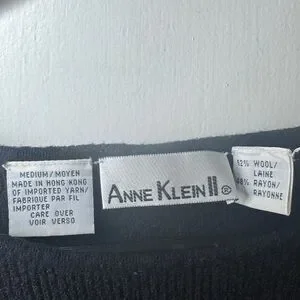 MEDIUM/MOYEN
MADE IN HONG KONG
OF IMPORTED YARN/
FABRIQUE PAR FIL
IMPORTER
CARE OVER
VOIR VERSO
ANNE KLEIN II ®
WOOL/
LAINE
RAYON/
RAYONNE